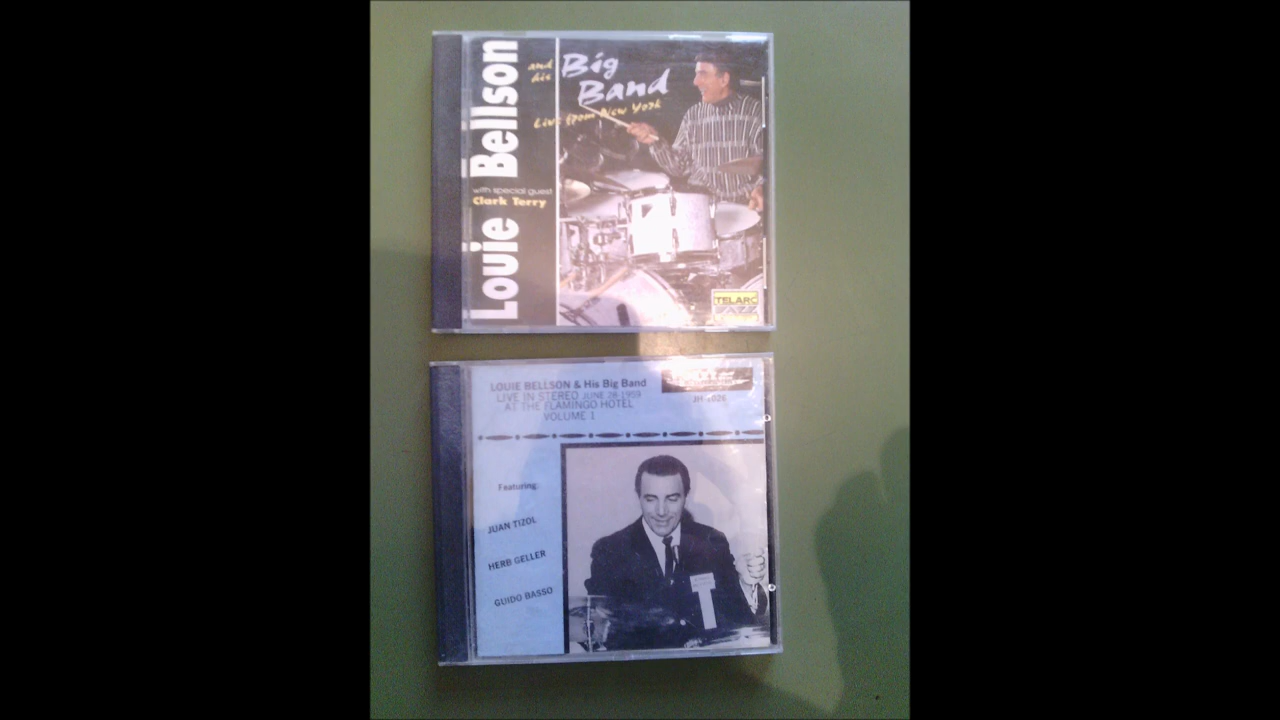 Louie Bellson
and his
Big
Band
Live from New York
with special guest
Clark Terry
TELARC
JAZZ
LOUIE BELLSON & His Big Band
LIVE IN STEREO JUNE 28-1959
AT THE FLAMINGO HOTEL
VOLUME 1
JH-1026
Featuring:
JUAN TIZOL
HERB GELLER
GUIDO BASSO